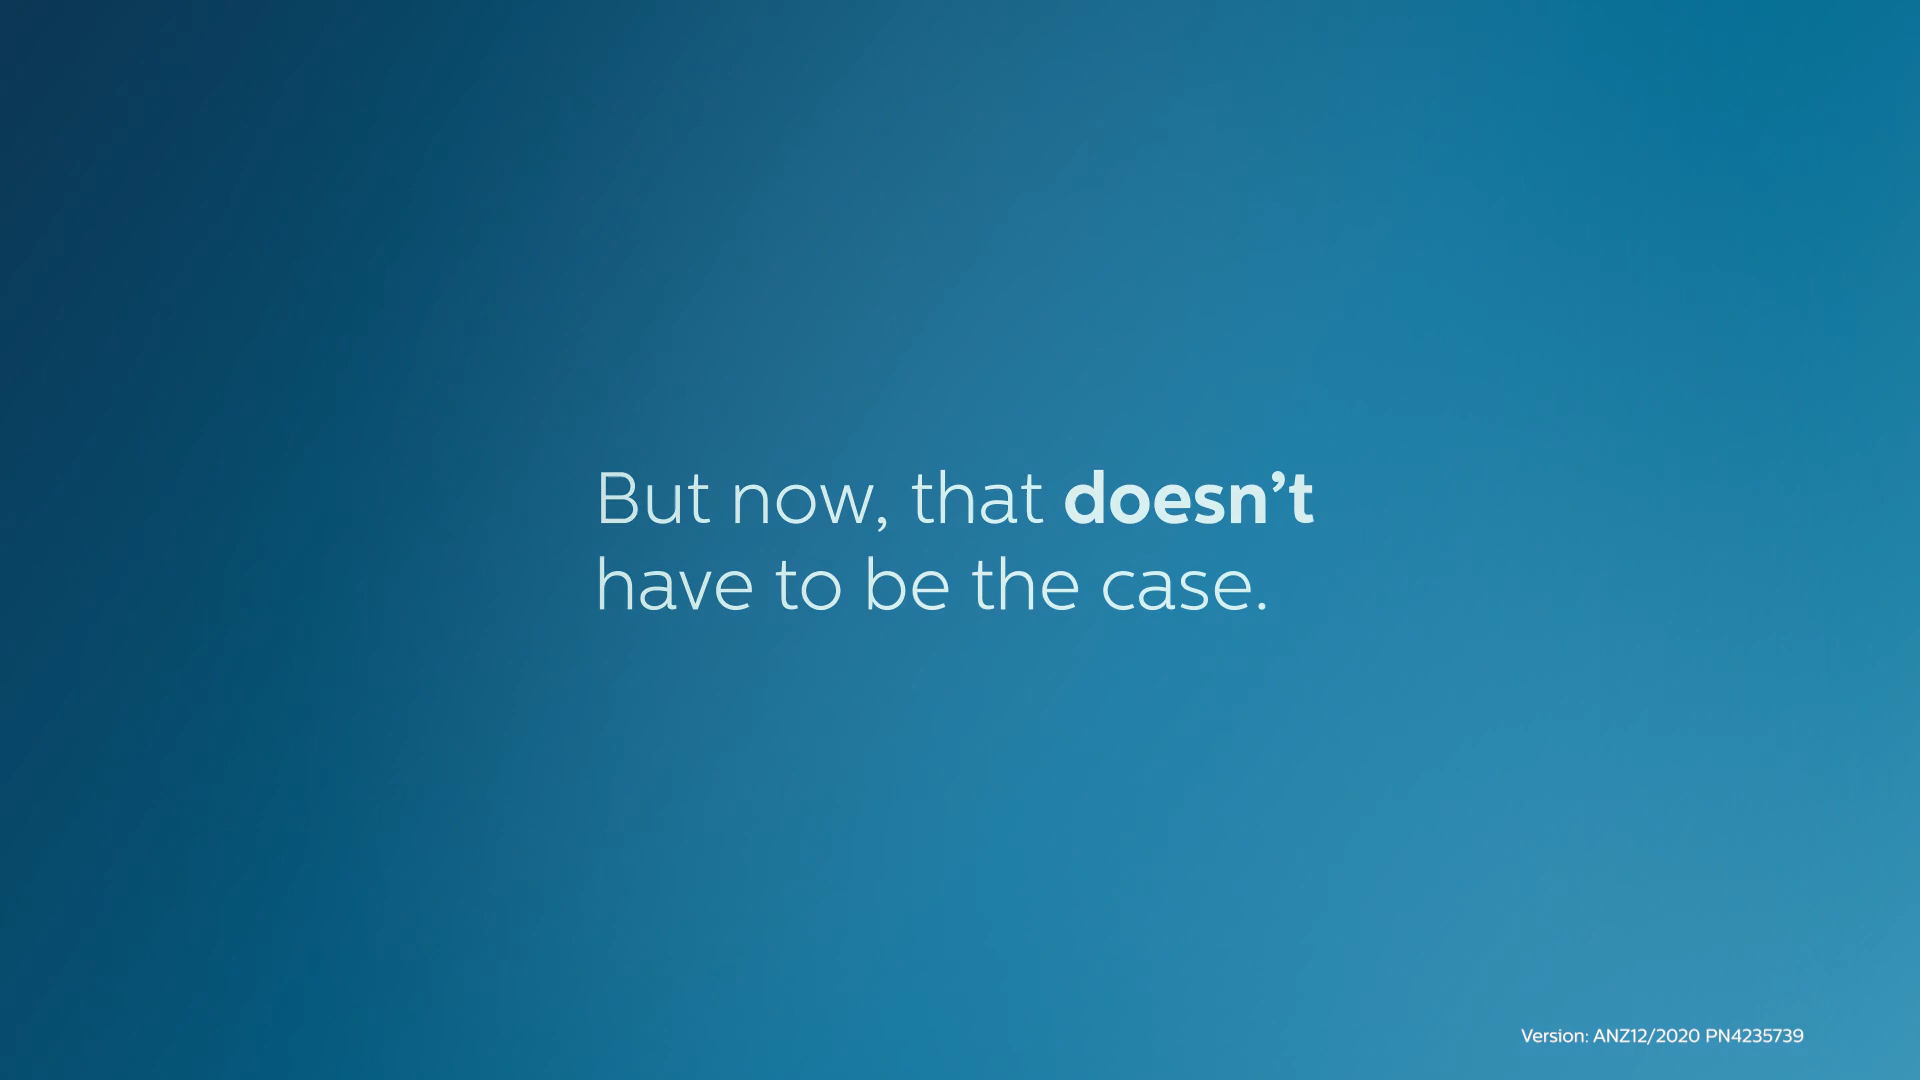 But now, that doesn’t
have to be the case.
Version: ANZ12/2020 PN4235739